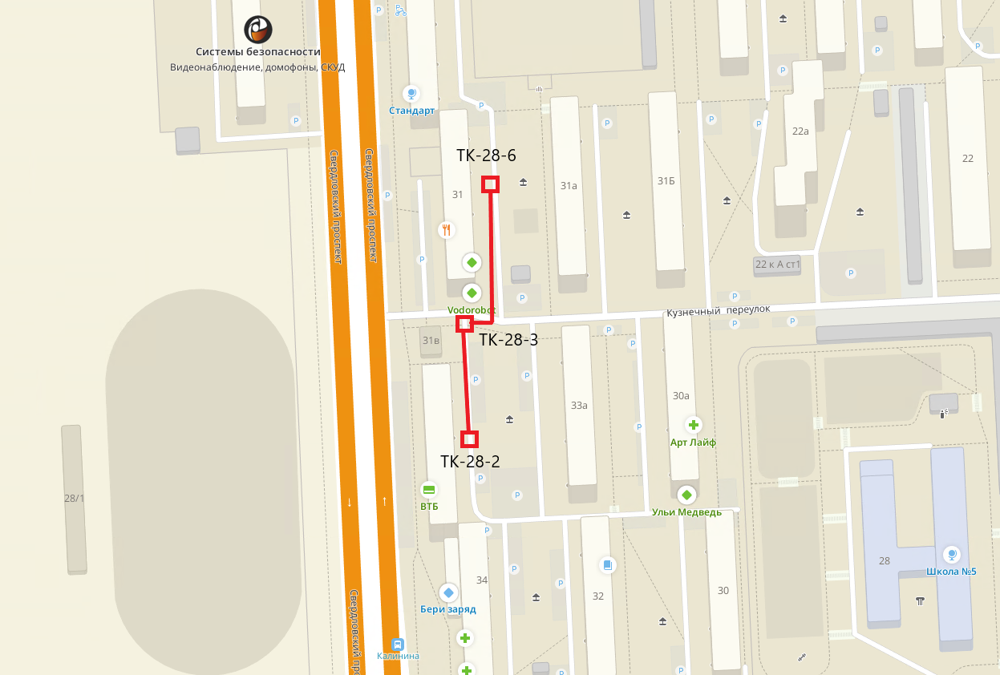 Системы безопасности
Видеонаблюдение, домофоны, СКУД
P
P
P
P
Стандарт
P
P
P
P
P
22а
22
Свердловский проспект
Свердловский проспект
ТК-28-6
31
31а
31Б
P
P
22 к А ст1
P
P
P
Vodorobot
Кузнечный переулок
P
P
P
P
31в
ТК-28-3
P
P
P
33а
30а
P
Арт Лайф
ТК-28-2
P
P
28/1
ВТБ
↓
↑
Ульи Медведь
P
P
P
34
32
30
28
Школа №5
Бери заряд
Калинина
Свердловский про
P
P